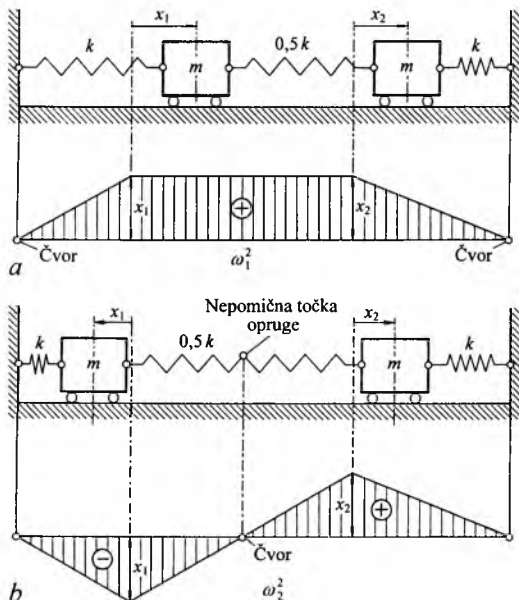 x₁ x₂
k 0,5 k k
m m
x₁ ⊕ x₂
Čvor ω₁² Čvor
a
Nepomična točka
opruge
k x₁ 0,5 k x₂ k
m m
x₂ ⊕
⊖ x₁ Čvor
b ω₂²